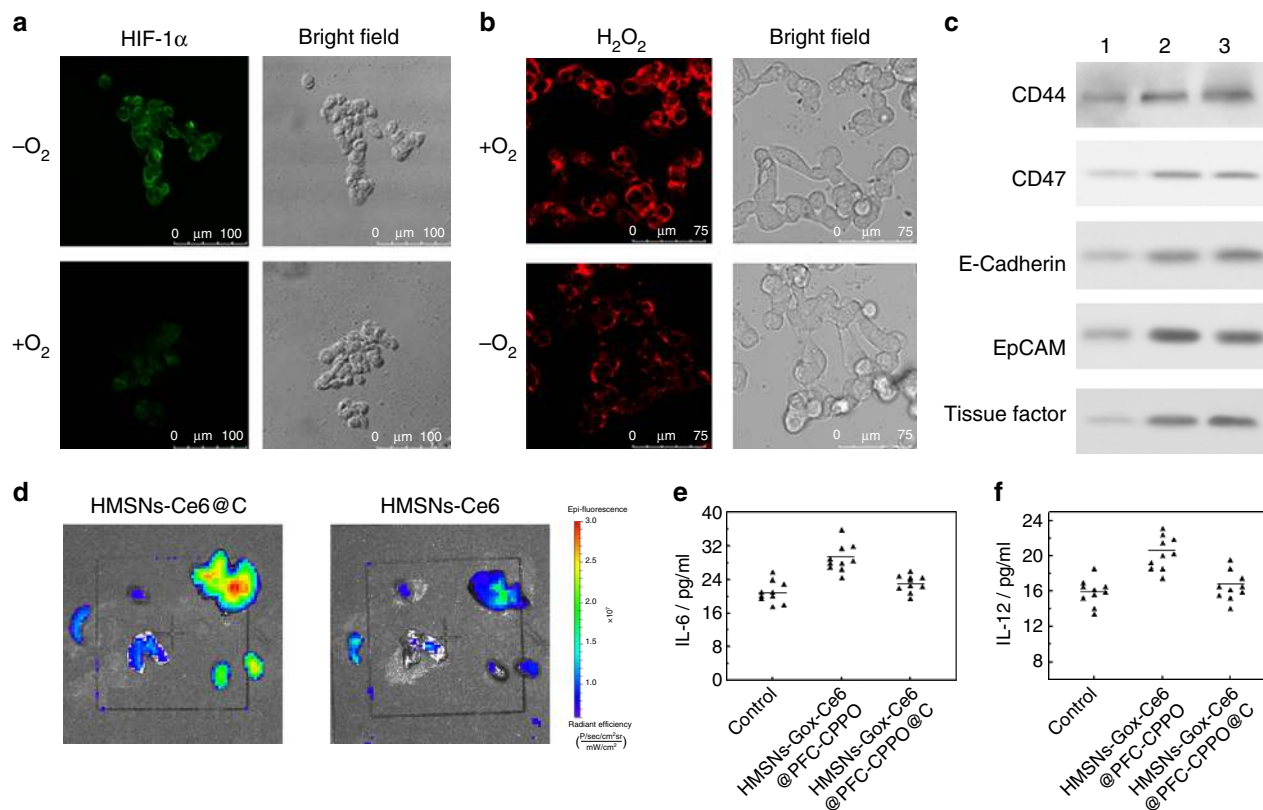 a
HIF-1α
Bright field
–O2
0 μm 100
0 μm 100
+O2
0 μm 100
0 μm 100
b
H2O2
Bright field
+O2
0 μm 75
0 μm 75
–O2
0 μm 75
0 μm 75
c
1 2 3
CD44
CD47
E-Cadherin
EpCAM
Tissue factor
d
HMSNs-Ce6@C
HMSNs-Ce6
Epi-fluorescence
3.0
2.5
2.0
×10⁷
1.5
1.0
Radiant efficiency
(P/sec/cm²sr
mW/cm²)
e
IL-6 / pg/ml
40
32
24
16
8
0
Control
HMSNs-Gox-Ce6
@PFC-CPPO
HMSNs-Gox-Ce6
@PFC-CPPO@C
f
IL-12 / pg/ml
24
20
16
12
8
Control
HMSNs-Gox-Ce6
@PFC-CPPO
HMSNs-Gox-Ce6
@PFC-CPPO@C